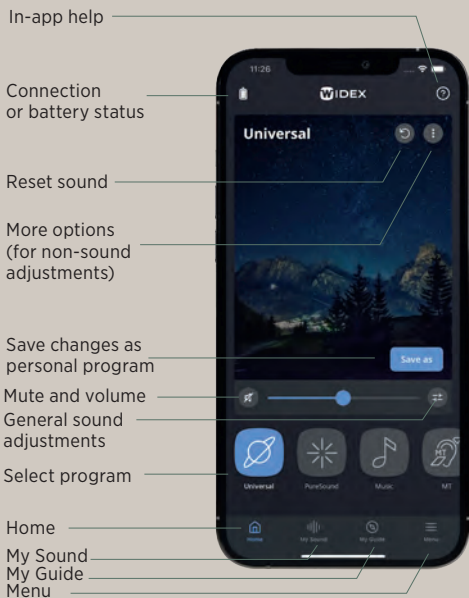 In-app help
11:26
Connection
or battery status
WIDEX
Universal
Reset sound
More options
(for non-sound
adjustments)
Save changes as
personal program
Save as
Mute and volume
General sound
adjustments
Select program
Universal
PureSound
Music
MT
MT
Home
Home
My Sound
My Guide
Menu
My Sound
My Guide
Menu